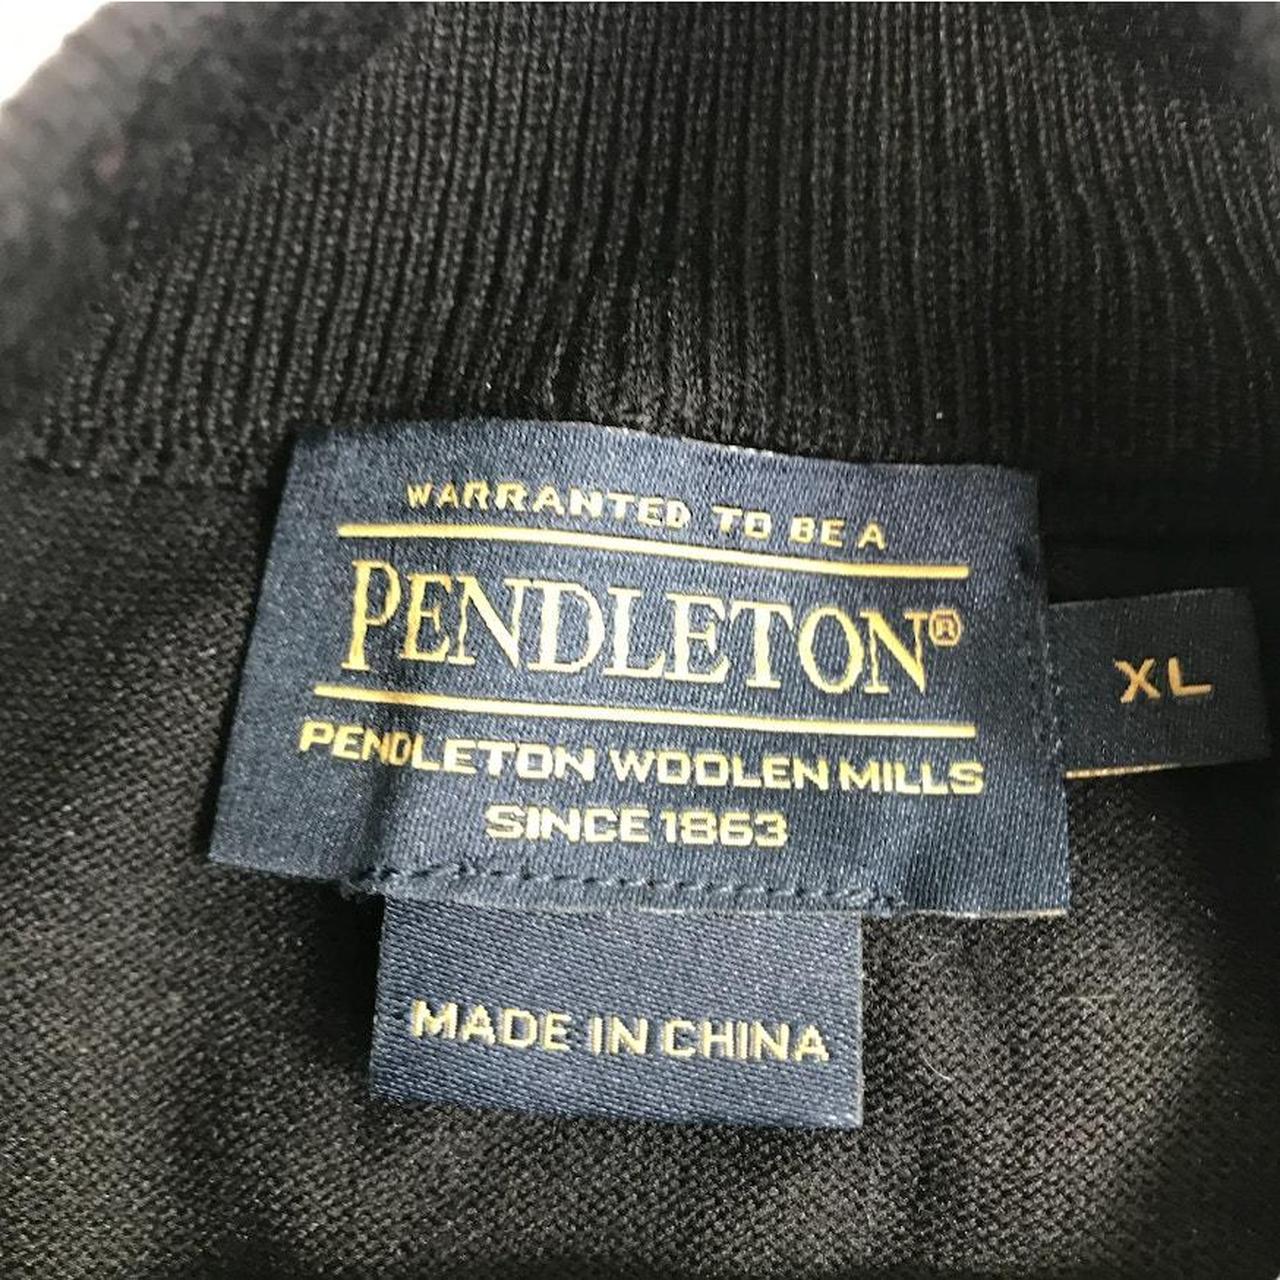 WARRANTED TO BE A
PENDLETON®
XL
PENDLETON WOOLEN MILLS
SINCE 1863
MADE IN CHINA